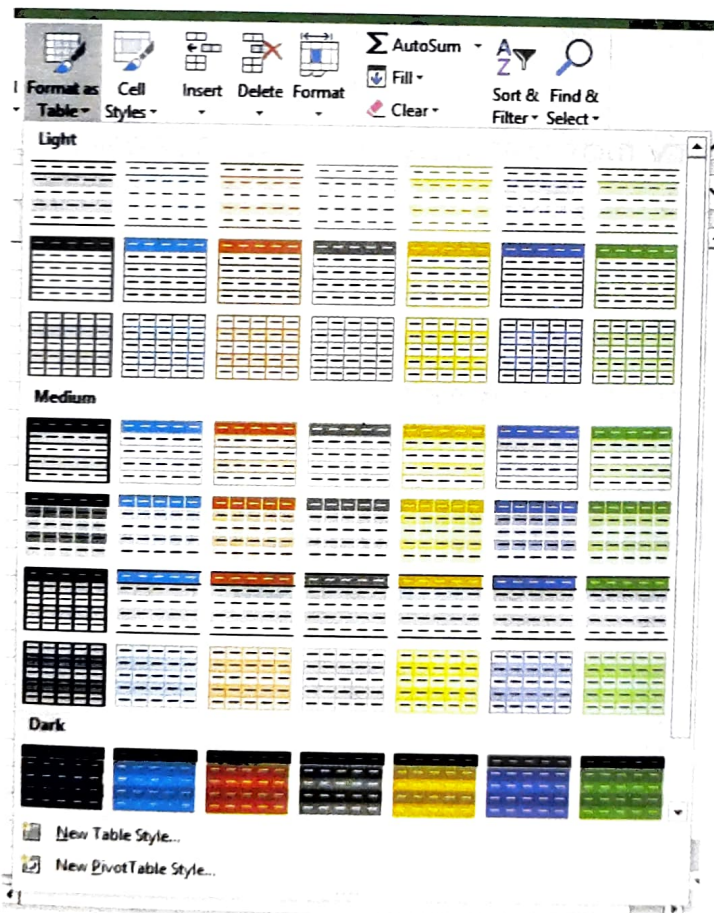 AutoSum
Format as
Table
Cell
Styles
Insert
Delete
Format
Fill
Clear
A
Z
Sort &
Filter
Find &
Select
Light
Medium
Dark
New Table Style...
New PivotTable Style...